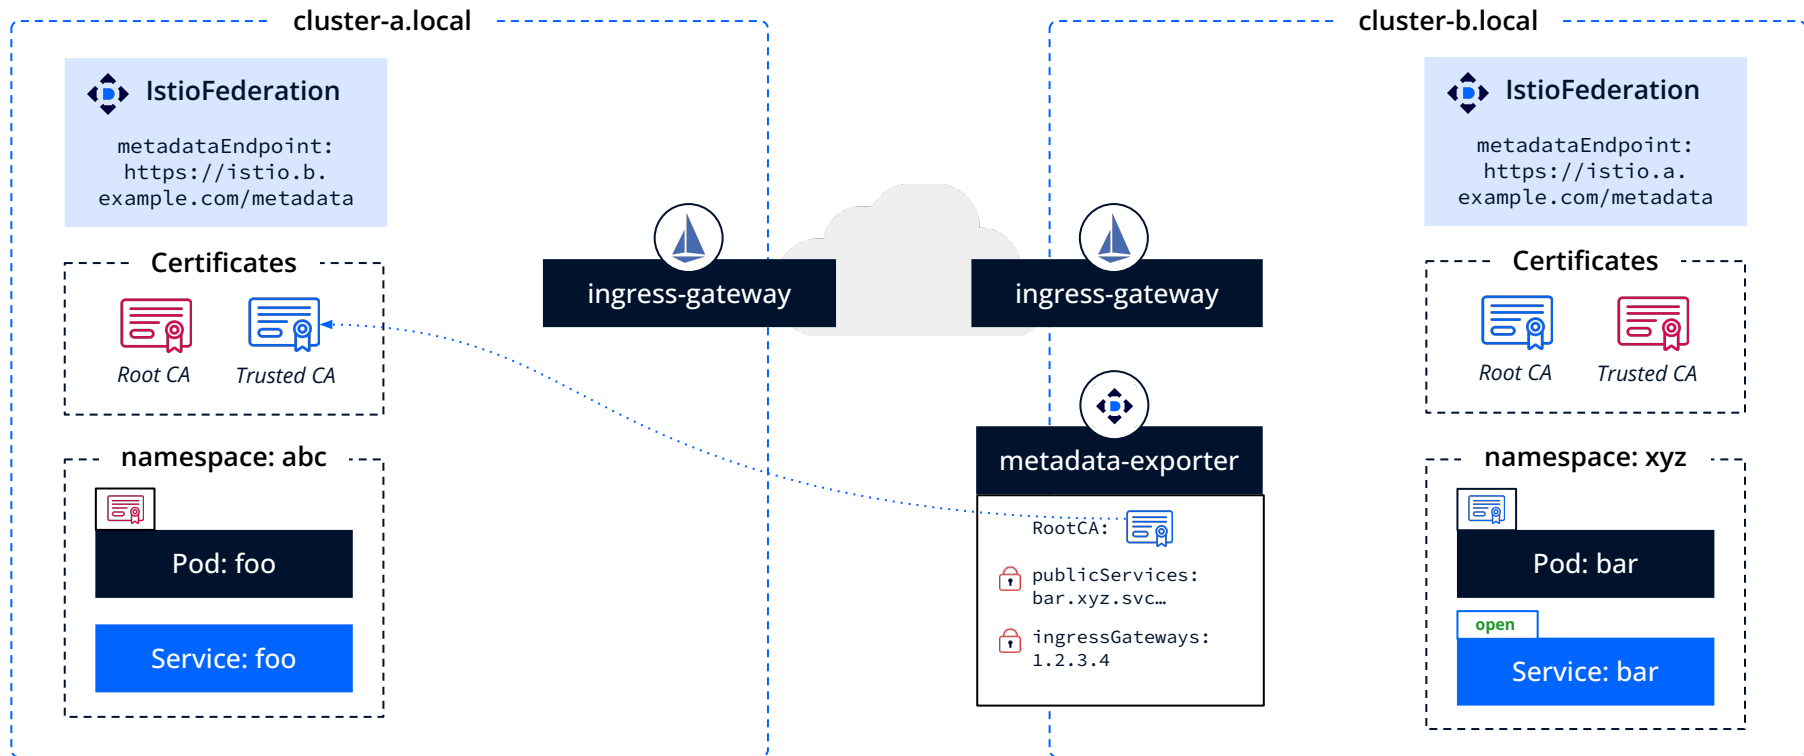 cluster-a.local
IstioFederation
metadataEndpoint:
https://istio.b.
example.com/metadata
Certificates
Root CA
Trusted CA
namespace: abc
Pod: foo
Service: foo
ingress-gateway
cluster-b.local
ingress-gateway
metadata-exporter
RootCA:
publicServices:
bar.xyz.svc…
ingressGateways:
1.2.3.4
IstioFederation
metadataEndpoint:
https://istio.a.
example.com/metadata
Certificates
Root CA
Trusted CA
namespace: xyz
Pod: bar
open
Service: bar